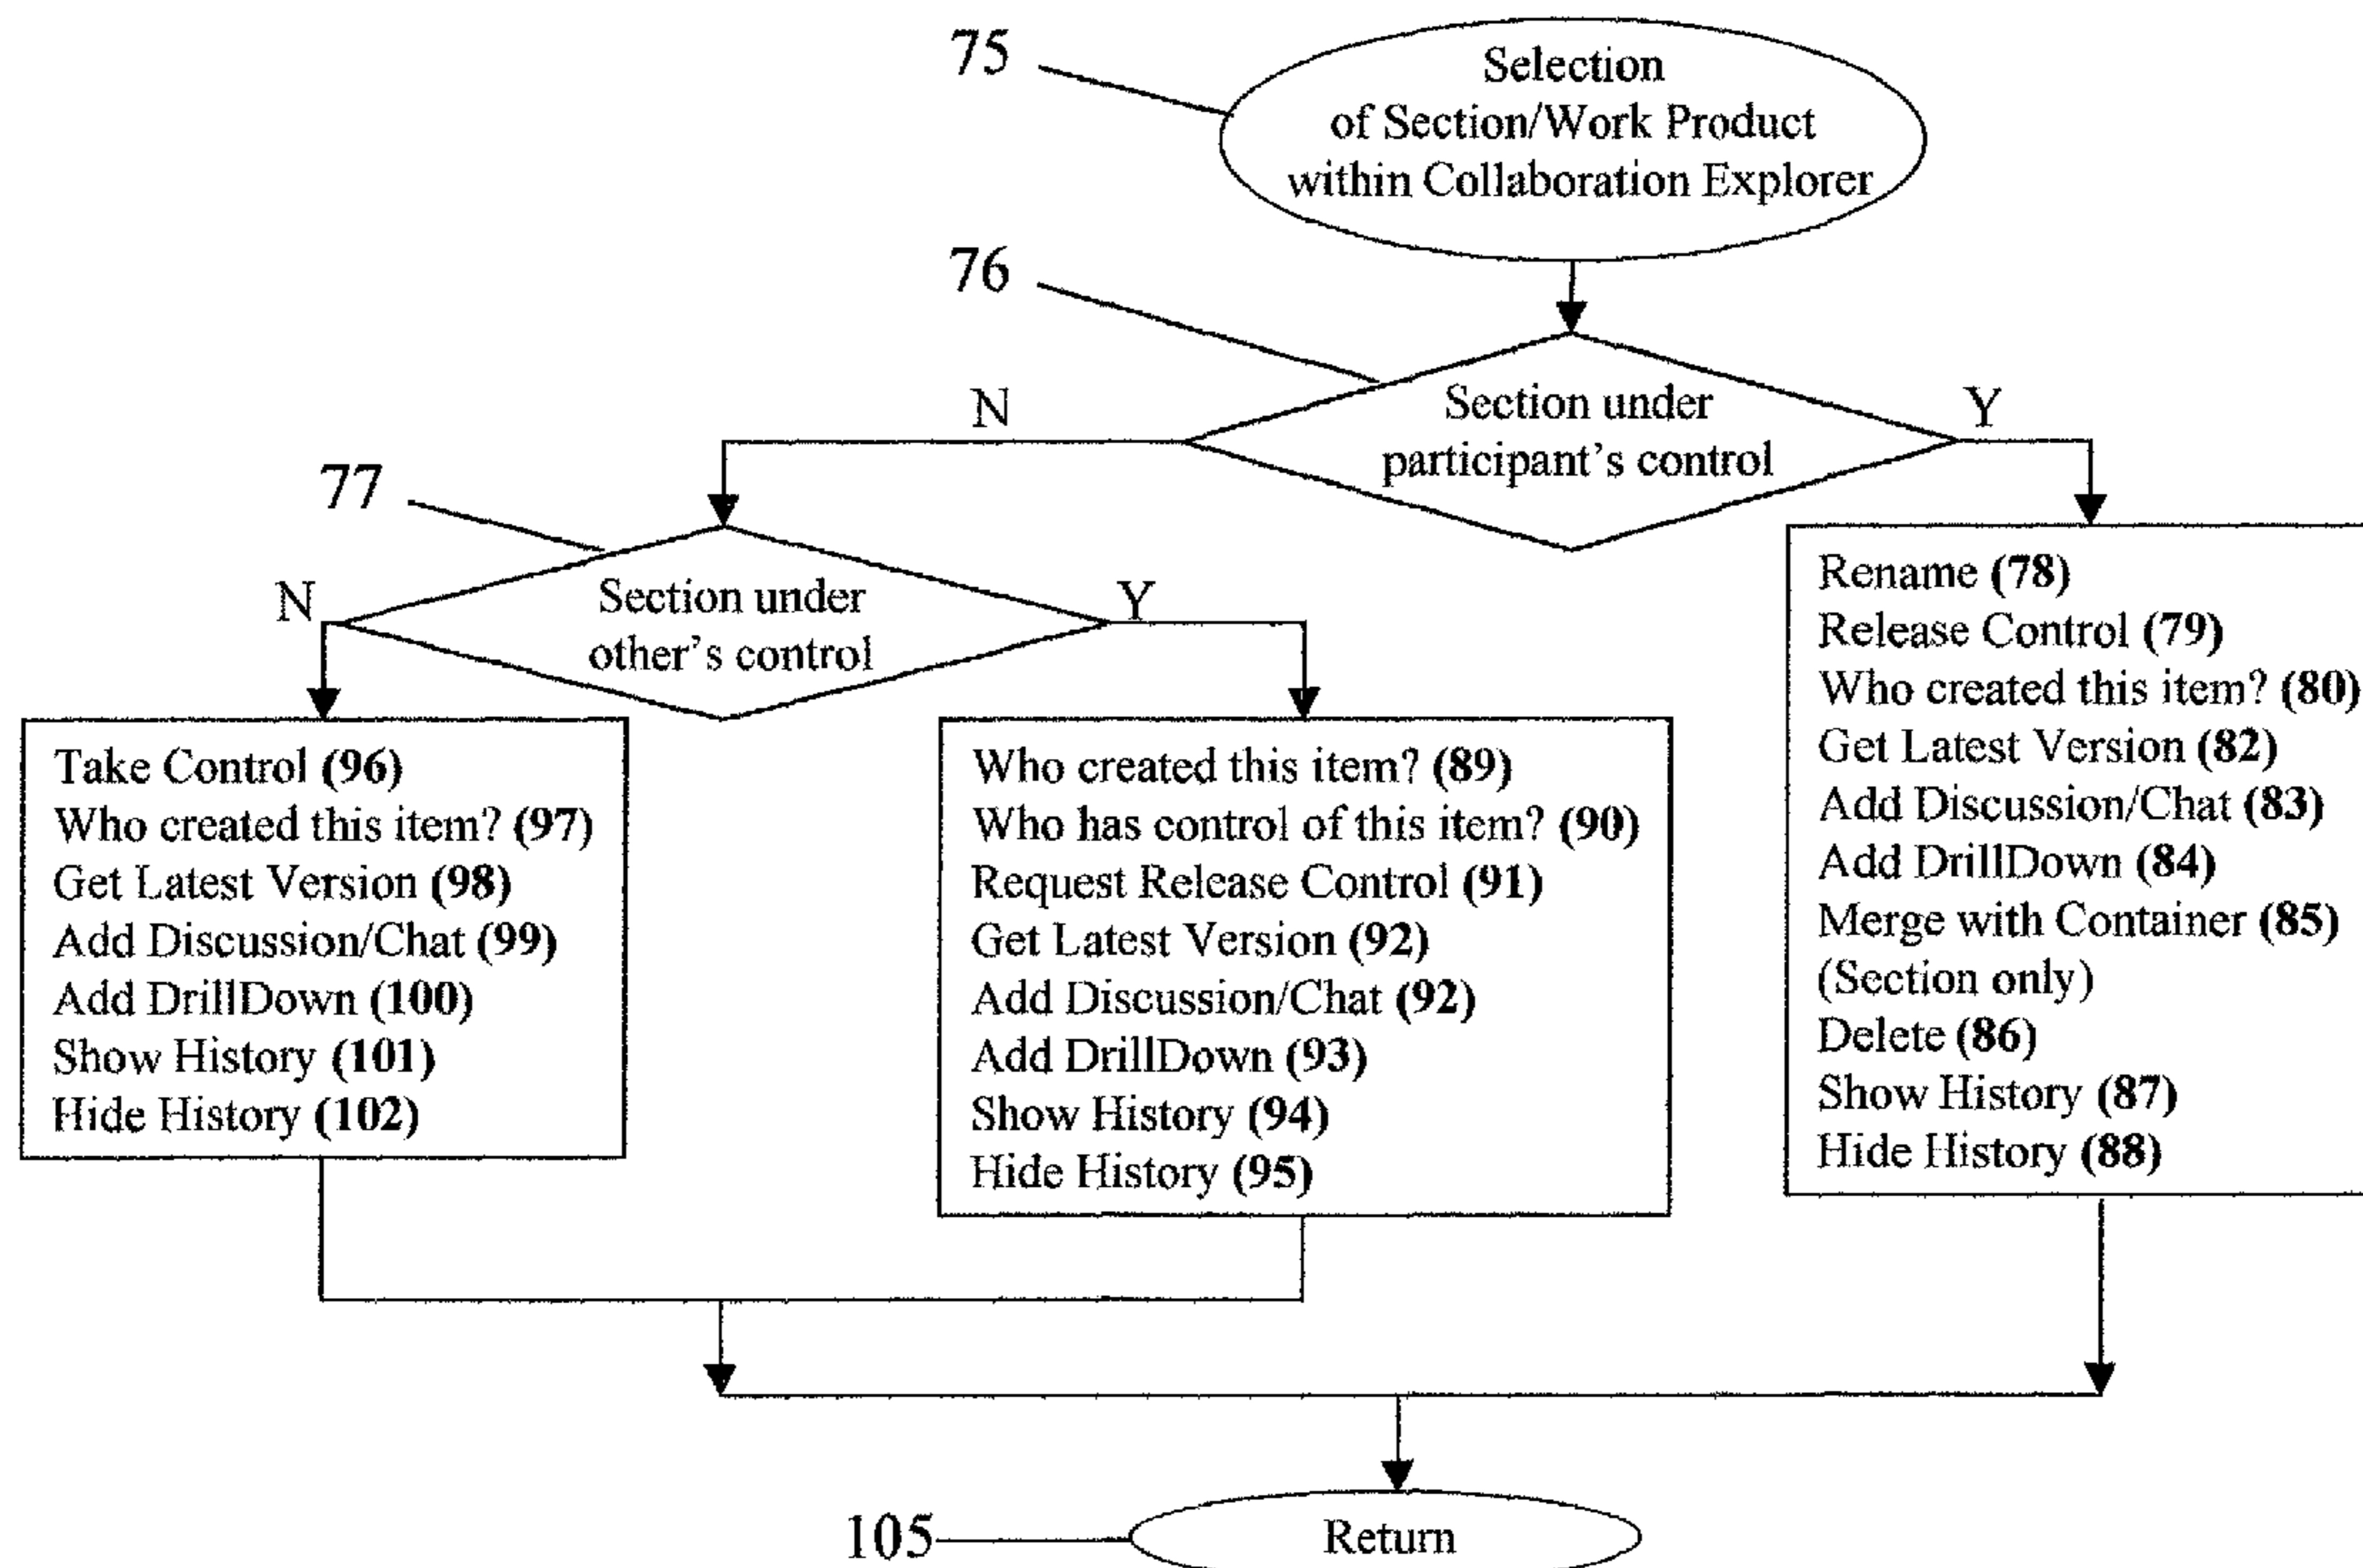 75
Selection
of Section/Work Product
within Collaboration Explorer
76
N
Section under
participant's control
Y
77
N
Section under
other's control
Y
Take Control (96)
Who created this item? (97)
Get Latest Version (98)
Add Discussion/Chat (99)
Add DrillDown (100)
Show History (101)
Hide History (102)
Who created this item? (89)
Who has control of this item? (90)
Request Release Control (91)
Get Latest Version (92)
Add Discussion/Chat (92)
Add DrillDown (93)
Show History (94)
Hide History (95)
Rename (78)
Release Control (79)
Who created this item? (80)
Get Latest Version (82)
Add Discussion/Chat (83)
Add DrillDown (84)
Merge with Container (85)
(Section only)
Delete (86)
Show History (87)
Hide History (88)
105
Return